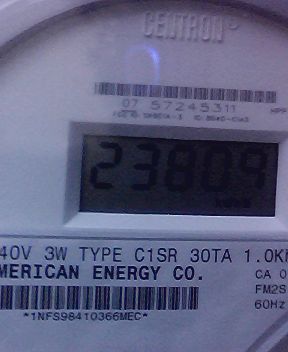 CENTRON®
07 57245311
23809
40V 3W TYPE C1SR 30TA 1.0K
MERICAN ENERGY CO.
CA 0
FM2S
60Hz
*1NFS98410366MEC*